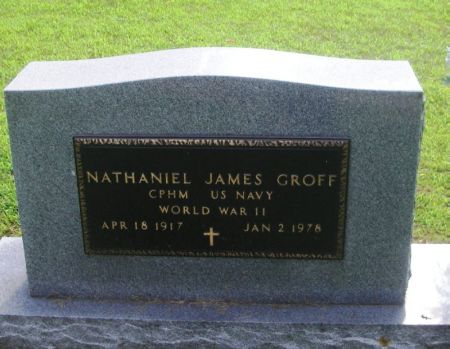 NATHANIEL JAMES GROFF
CPHM US NAVY
WORLD WAR II
APR 18 1917 JAN 2 1978